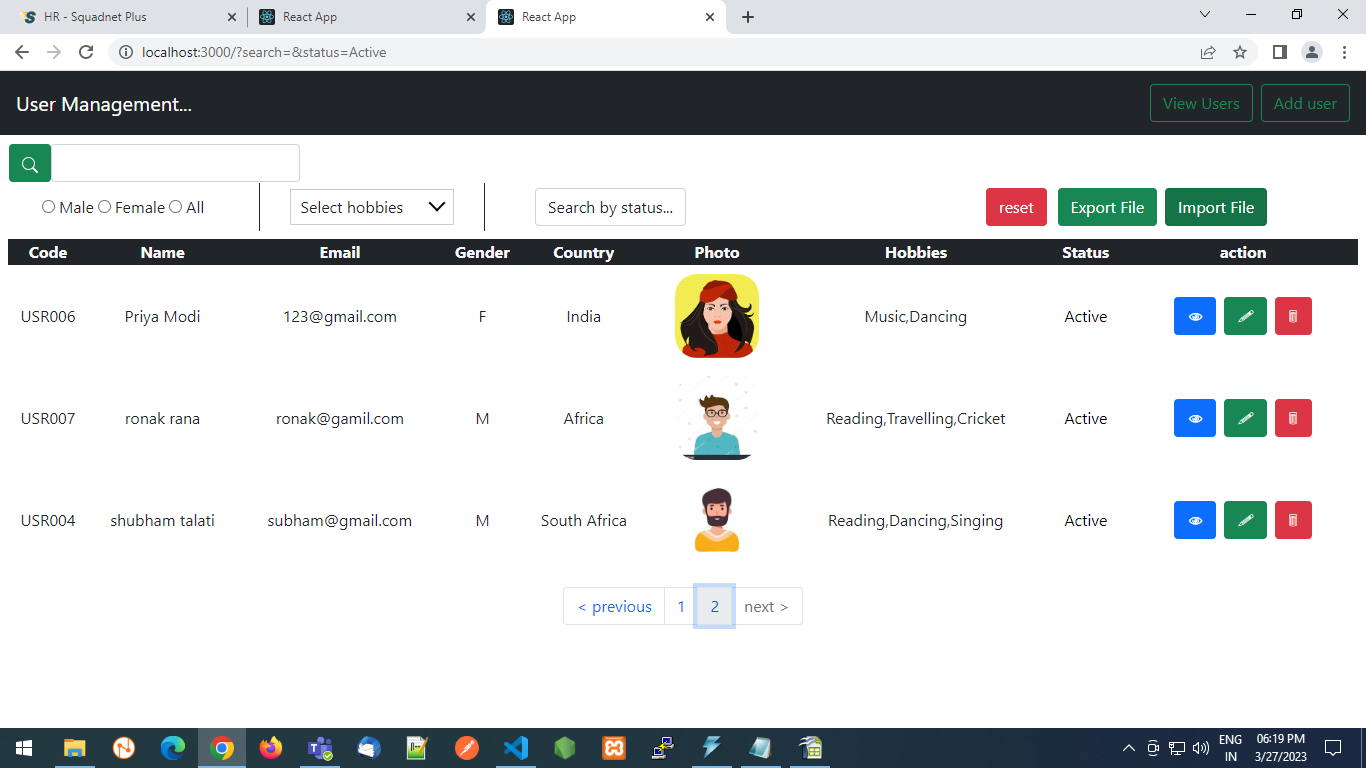 HR - Squadnet Plus
React App
React App
localhost:3000/?search=&status=Active
User Management...
View Users
Add user
Male Female All
Select hobbies
Search by status...
reset
Export File
Import File
Code Name Email Gender Country Photo Hobbies Status action
USR006 Priya Modi 123@gmail.com F India Music,Dancing Active
USR007 ronak rana ronak@gamil.com M Africa Reading,Travelling,Cricket Active
USR004 shubham talati subham@gmail.com M South Africa Reading,Dancing,Singing Active
< previous 1 2 next >
ENG
IN
06:19 PM
3/27/2023